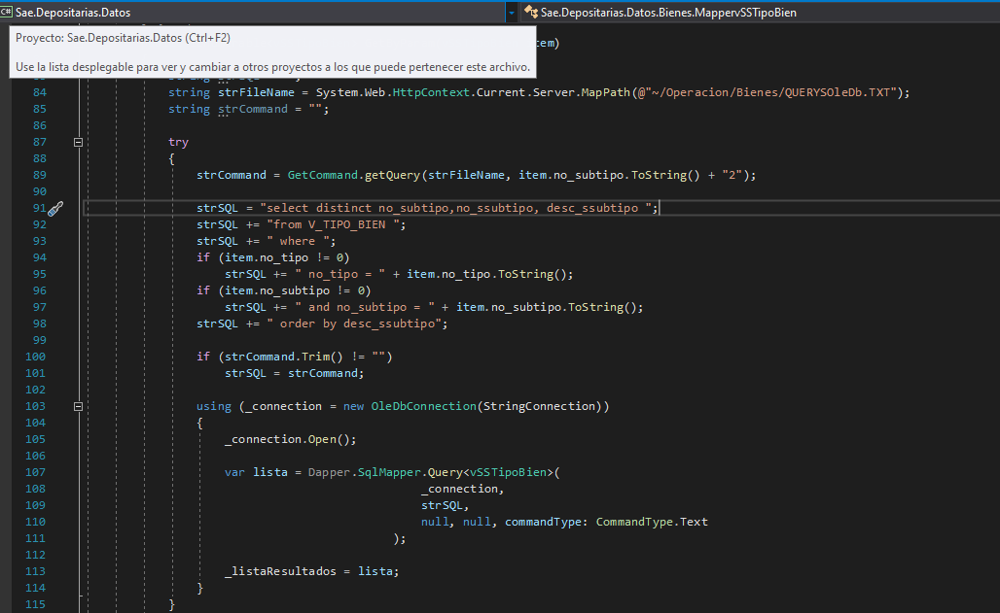 C# Sae.Depositarias.Datos
Sae.Depositarias.Datos.Bienes.MappervSSTipoBien
Proyecto: Sae.Depositarias.Datos (Ctrl+F2)
Use la lista desplegable para ver y cambiar a otros proyectos a los que puede pertenecer este archivo.
84 string strFileName = System.Web.HttpContext.Current.Server.MapPath(@"~/Operacion/Bienes/QUERYSOleDb.TXT");
85 string strCommand = "";
86
87 try
88 {
89 strCommand = GetCommand.getQuery(strFileName, item.no_subtipo.ToString() + "2");
90
91 strSQL = "select distinct no_subtipo,no_ssubtipo, desc_ssubtipo ";
92 strSQL += "from V_TIPO_BIEN ";
93 strSQL += " where ";
94 if (item.no_tipo != 0)
95 strSQL += " no_tipo = " + item.no_tipo.ToString();
96 if (item.no_subtipo != 0)
97 strSQL += " and no_subtipo = " + item.no_subtipo.ToString();
98 strSQL += " order by desc_ssubtipo";
99
100 if (strCommand.Trim() != "")
101 strSQL = strCommand;
102
103 using (_connection = new OleDbConnection(StringConnection))
104 {
105 _connection.Open();
106
107 var lista = Dapper.SqlMapper.Query<vSSTipoBien>(
108 _connection,
109 strSQL,
110 null, null, commandType: CommandType.Text
111 );
112
113 _listaResultados = lista;
114 }
115 }